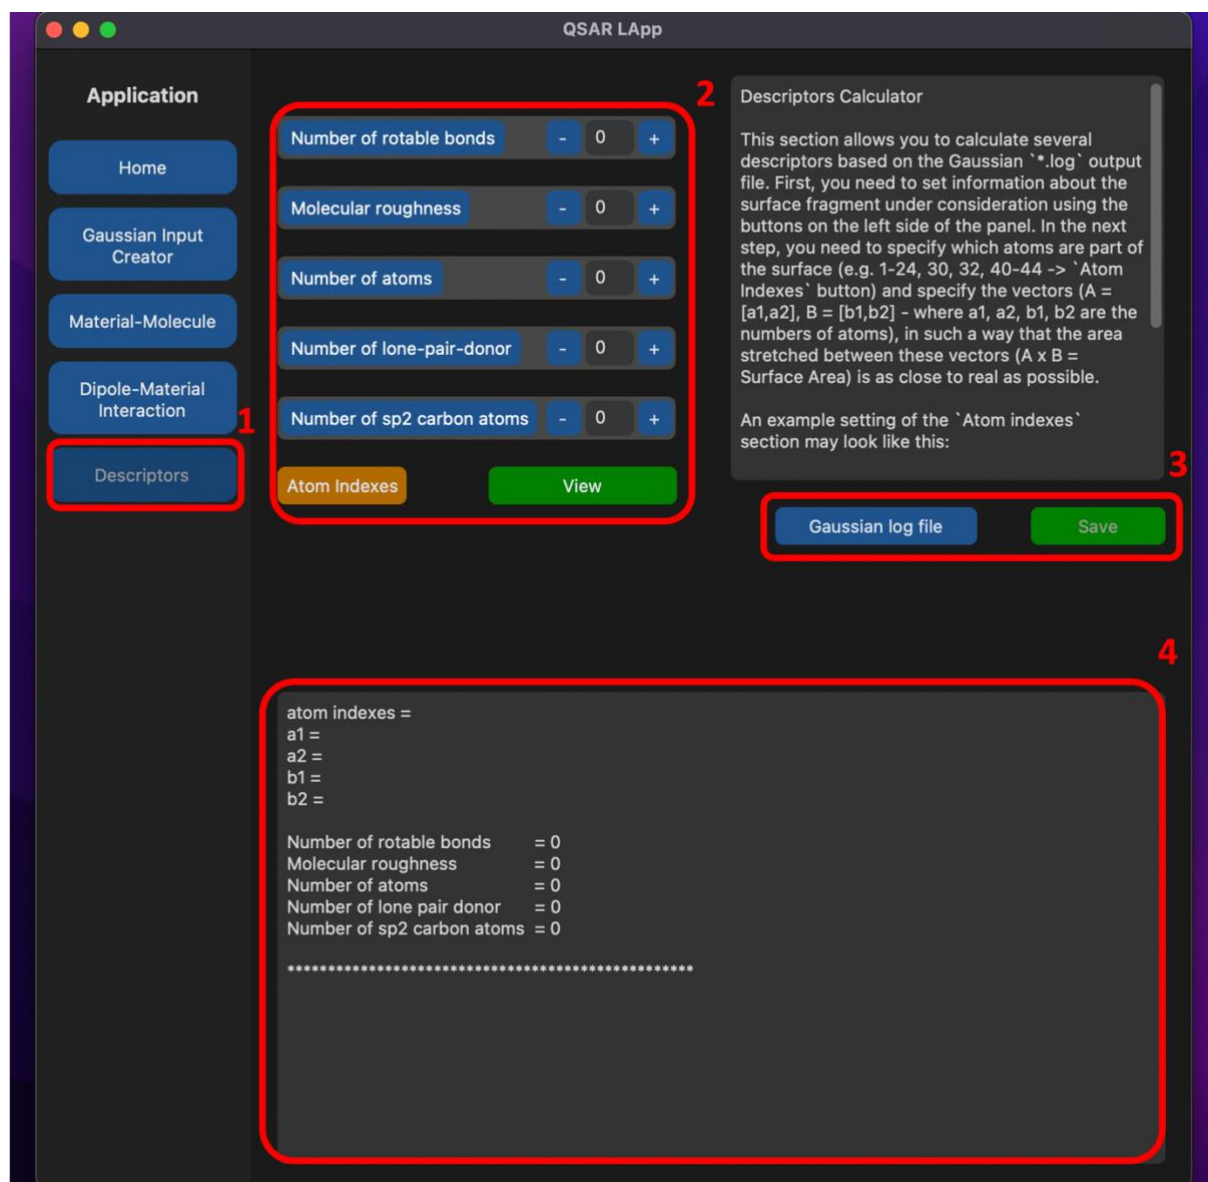 QSAR LApp
Application
Home
Gaussian Input
Creator
Material-Molecule
Dipole-Material
Interaction
1
Descriptors
2
Number of rotable bonds - 0 +
Molecular roughness - 0 +
Number of atoms - 0 +
Number of lone-pair-donor - 0 +
Number of sp2 carbon atoms - 0 +
Atom Indexes View
Descriptors Calculator
This section allows you to calculate several
descriptors based on the Gaussian `*.log` output
file. First, you need to set information about the
surface fragment under consideration using the
buttons on the left side of the panel. In the next
step, you need to specify which atoms are part of
the surface (e.g. 1-24, 30, 32, 40-44 -> `Atom
Indexes` button) and specify the vectors (A =
[a1,a2], B = [b1,b2] - where a1, a2, b1, b2 are the
numbers of atoms), in such a way that the area
stretched between these vectors (A x B =
Surface Area) is as close to real as possible.
An example setting of the `Atom indexes`
section may look like this:
3
Gaussian log file Save
4
atom indexes =
a1 =
a2 =
b1 =
b2 =
Number of rotable bonds = 0
Molecular roughness = 0
Number of atoms = 0
Number of lone pair donor = 0
Number of sp2 carbon atoms = 0
**************************************************